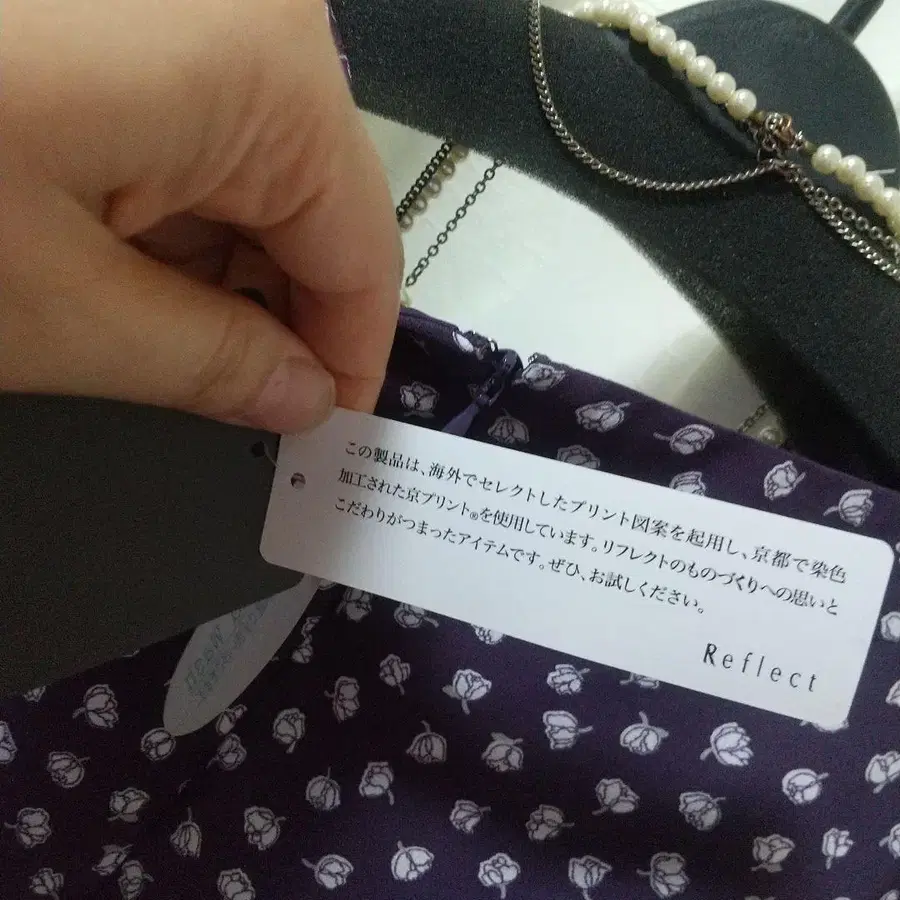 この製品は、海外でセレクトしたプリント図案を起用し、京都で染色
加工された京プリント®を使用しています。リフレクトのものづくりへの思いと
こだわりがつまったアイテムです。ぜひ、お試しください。
Reflect